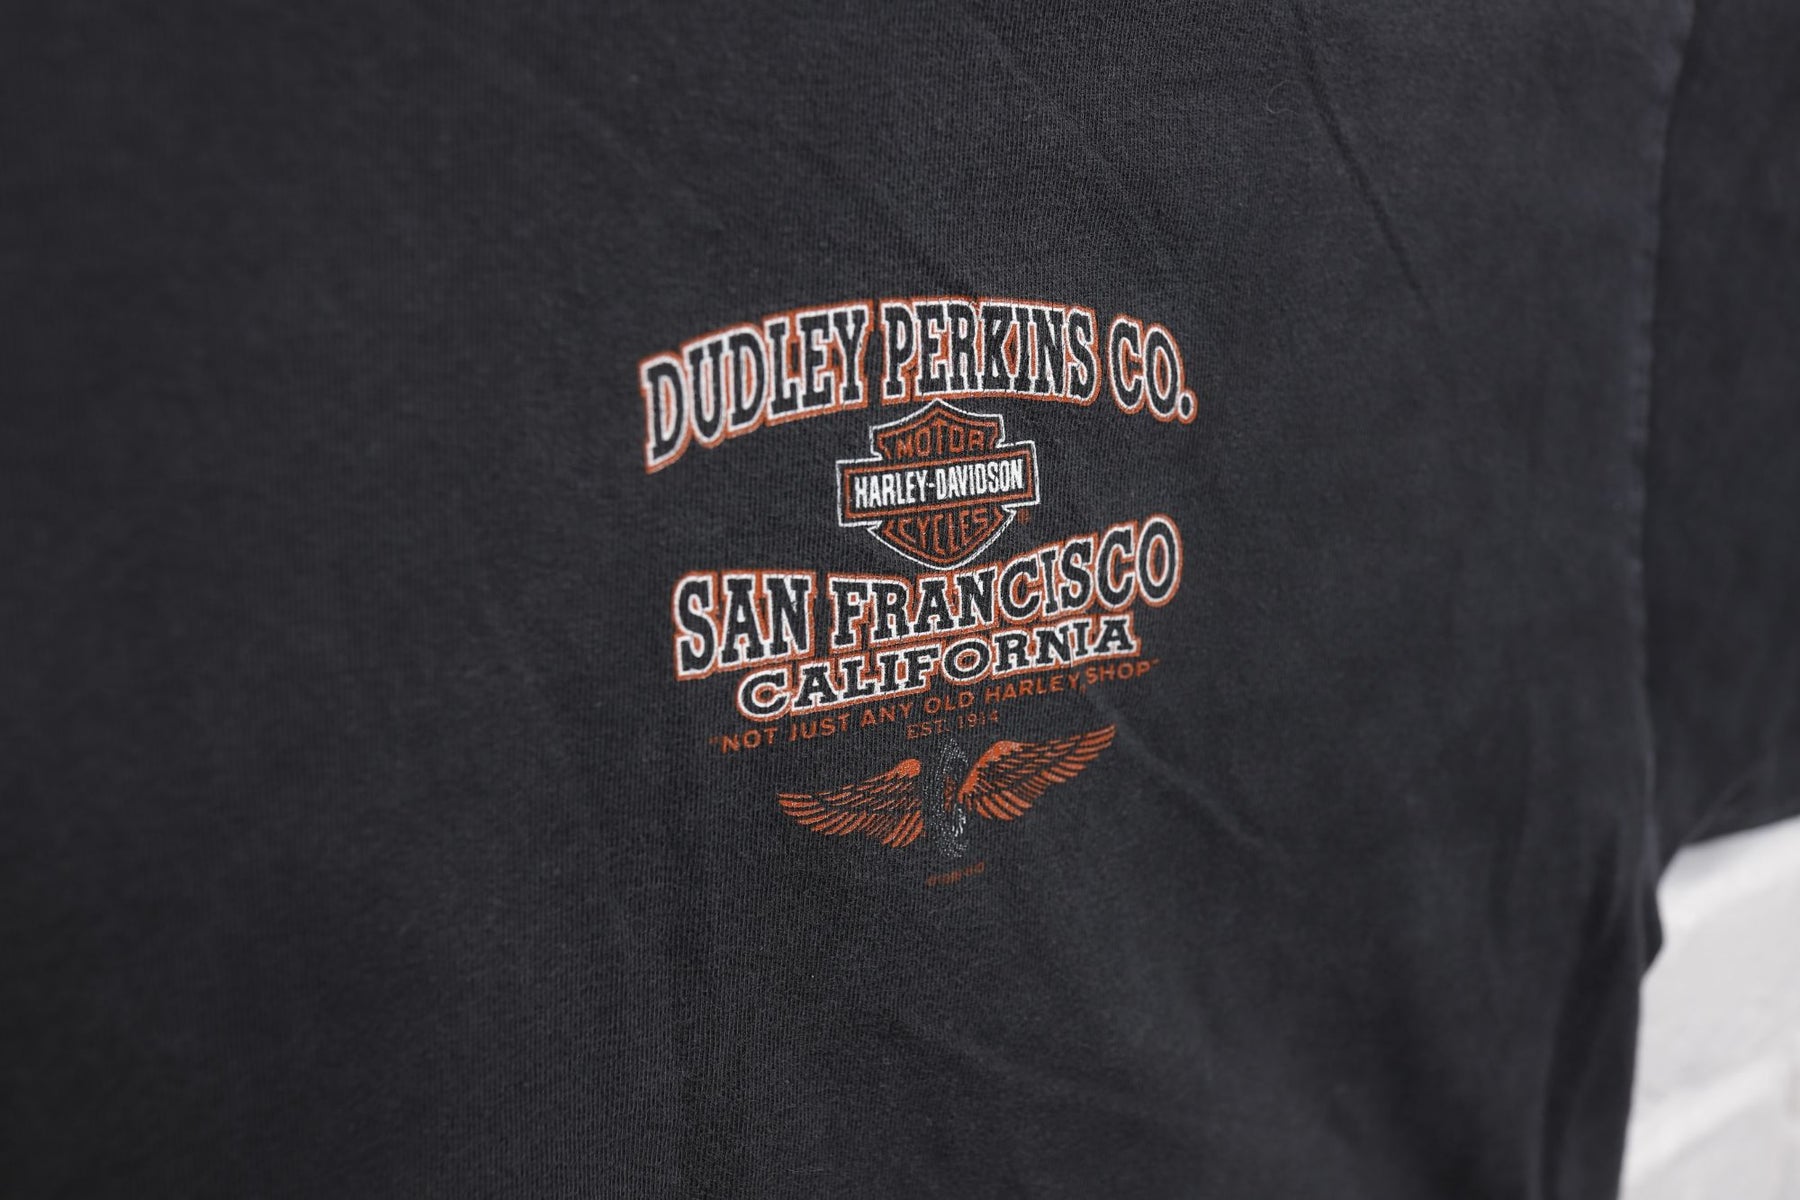 DUDLEY PERKINS CO.
MOTOR
HARLEY-DAVIDSON
CYCLES
®
SAN FRANCISCO
CALIFORNIA
"NOT JUST ANY OLD HARLEY SHOP"
EST. 1914